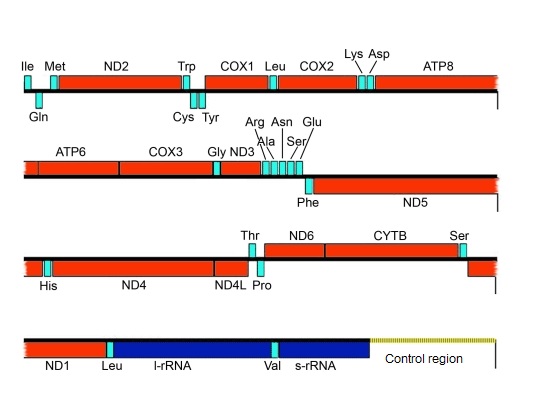 Lys Asp
Ile Met ND2 Trp COX1 Leu COX2 ATP8
Gln Cys Tyr
Arg Asn Glu
Ala Ser
ATP6 COX3 Gly ND3
Phe ND5
Thr ND6 CYTB Ser
His ND4 ND4L Pro
ND1 Leu l-rRNA Val s-rRNA Control region